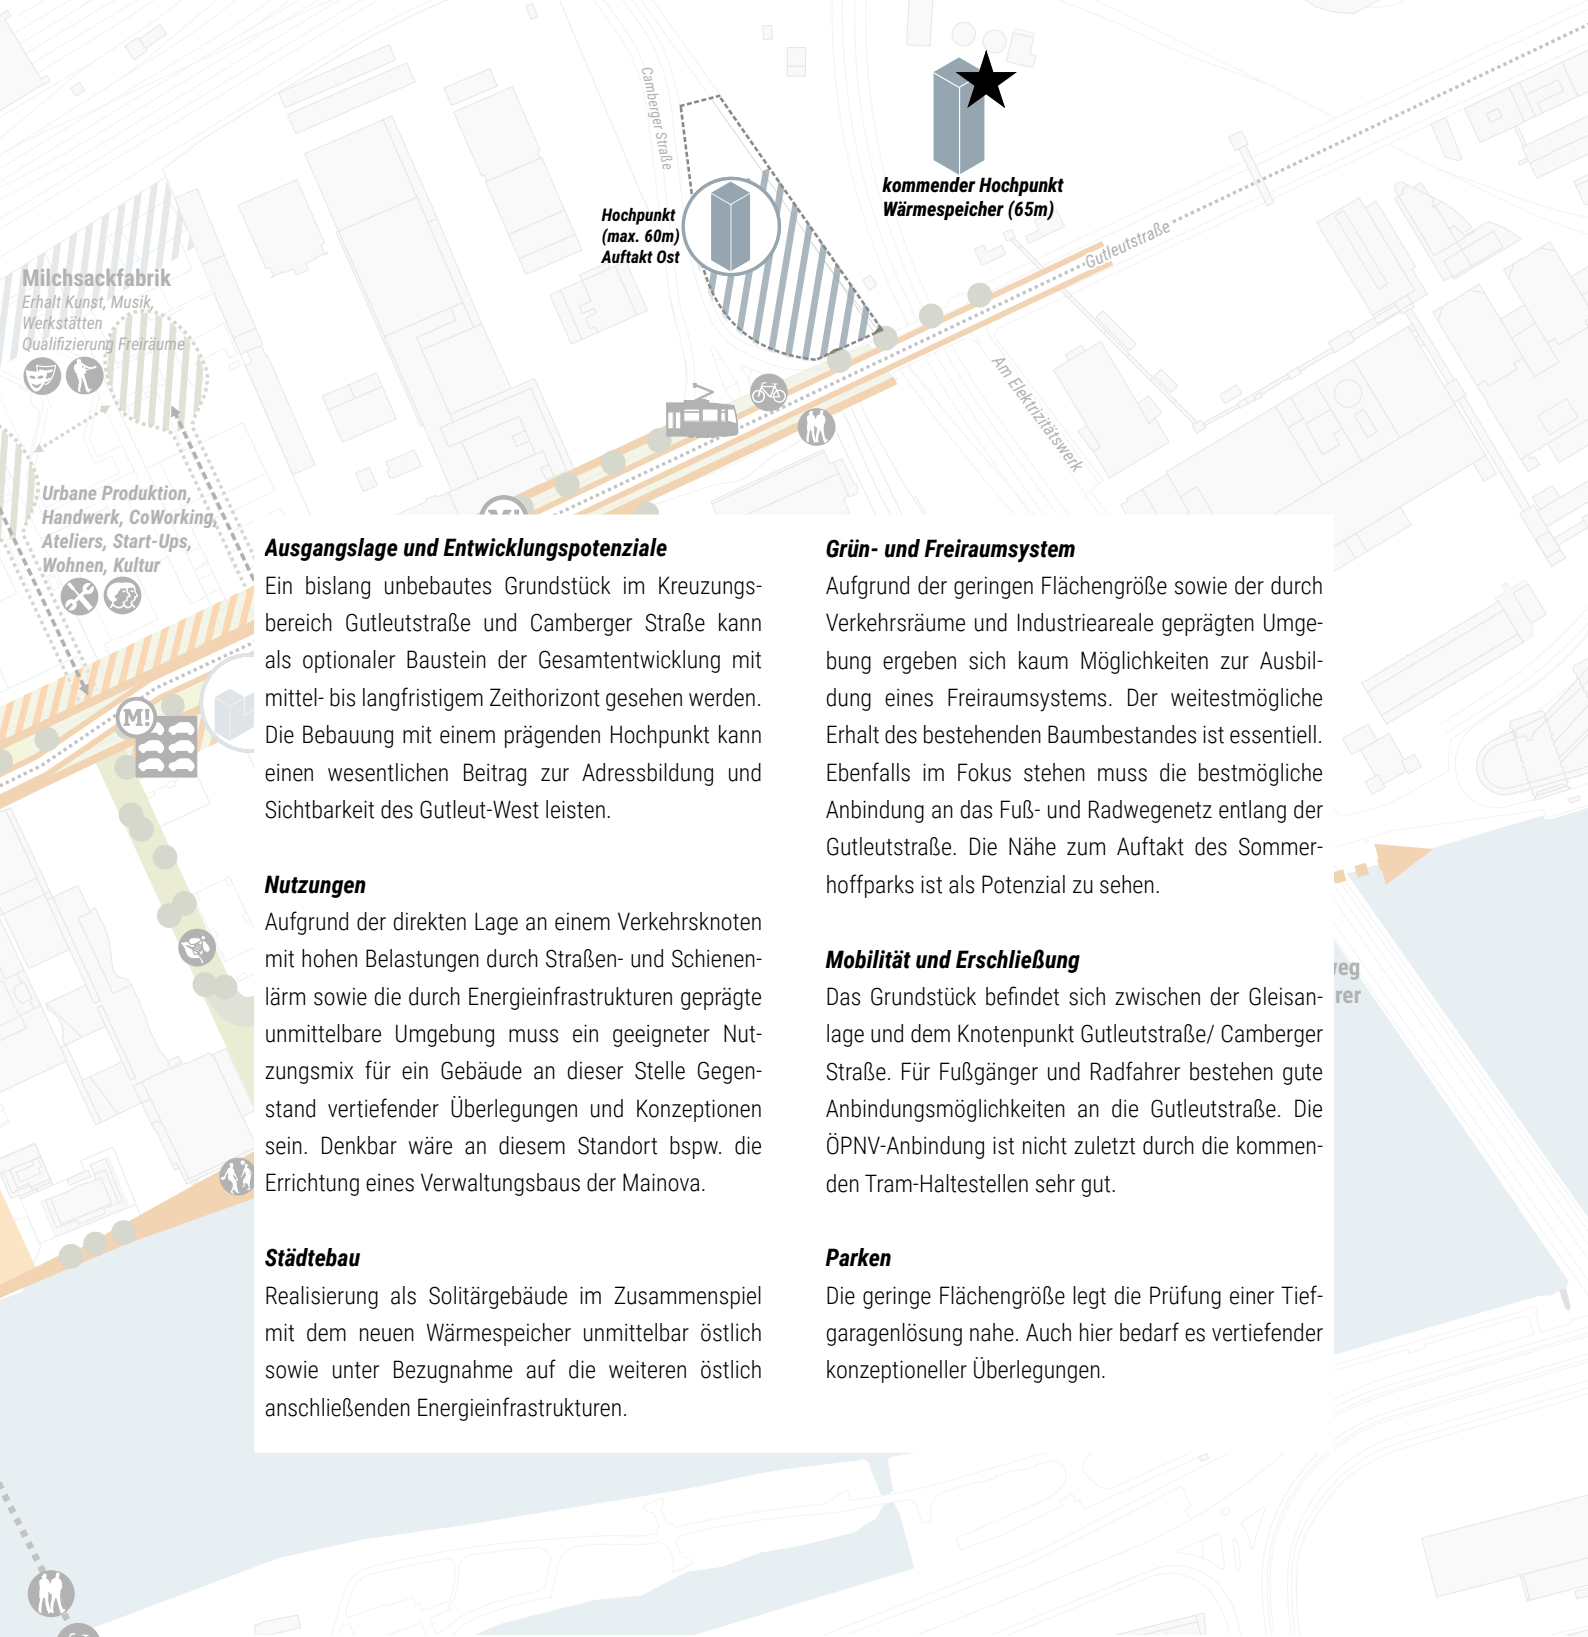 Camberger Straße
kommender Hochpunkt
Wärmespeicher (65m)
Hochpunkt
(max. 60m)
Auftakt Ost
Gutleutstraße
Milchsackfabrik
Erhalt Kunst, Musik,
Werkstätten
Qualifizierung Freiräume
Am Elektrizitätswerk
Urbane Produktion,
Handwerk, CoWorking,
Ateliers, Start-Ups,
Wohnen, Kultur
M!
M!
Ausgangslage und Entwicklungspotenziale
Ein bislang unbebautes Grundstück im Kreuzungs-
bereich Gutleutstraße und Camberger Straße kann
als optionaler Baustein der Gesamtentwicklung mit
mittel- bis langfristigem Zeithorizont gesehen werden.
Die Bebauung mit einem prägenden Hochpunkt kann
einen wesentlichen Beitrag zur Adressbildung und
Sichtbarkeit des Gutleut-West leisten.
Nutzungen
Aufgrund der direkten Lage an einem Verkehrsknoten
mit hohen Belastungen durch Straßen- und Schienen-
lärm sowie die durch Energieinfrastrukturen geprägte
unmittelbare Umgebung muss ein geeigneter Nut-
zungsmix für ein Gebäude an dieser Stelle Gegen-
stand vertiefender Überlegungen und Konzeptionen
sein. Denkbar wäre an diesem Standort bspw. die
Errichtung eines Verwaltungsbaus der Mainova.
Städtebau
Realisierung als Solitärgebäude im Zusammenspiel
mit dem neuen Wärmespeicher unmittelbar östlich
sowie unter Bezugnahme auf die weiteren östlich
anschließenden Energieinfrastrukturen.
Grün- und Freiraumsystem
Aufgrund der geringen Flächengröße sowie der durch
Verkehrsräume und Industrieareale geprägten Umge-
bung ergeben sich kaum Möglichkeiten zur Ausbil-
dung eines Freiraumsystems. Der weitestmögliche
Erhalt des bestehenden Baumbestandes ist essentiell.
Ebenfalls im Fokus stehen muss die bestmögliche
Anbindung an das Fuß- und Radwegenetz entlang der
Gutleutstraße. Die Nähe zum Auftakt des Sommer-
hoffparks ist als Potenzial zu sehen.
Mobilität und Erschließung
Das Grundstück befindet sich zwischen der Gleisan-
lage und dem Knotenpunkt Gutleutstraße/ Camberger
Straße. Für Fußgänger und Radfahrer bestehen gute
Anbindungsmöglichkeiten an die Gutleutstraße. Die
ÖPNV-Anbindung ist nicht zuletzt durch die kommen-
den Tram-Haltestellen sehr gut.
Parken
Die geringe Flächengröße legt die Prüfung einer Tief-
garagenlösung nahe. Auch hier bedarf es vertiefender
konzeptioneller Überlegungen.